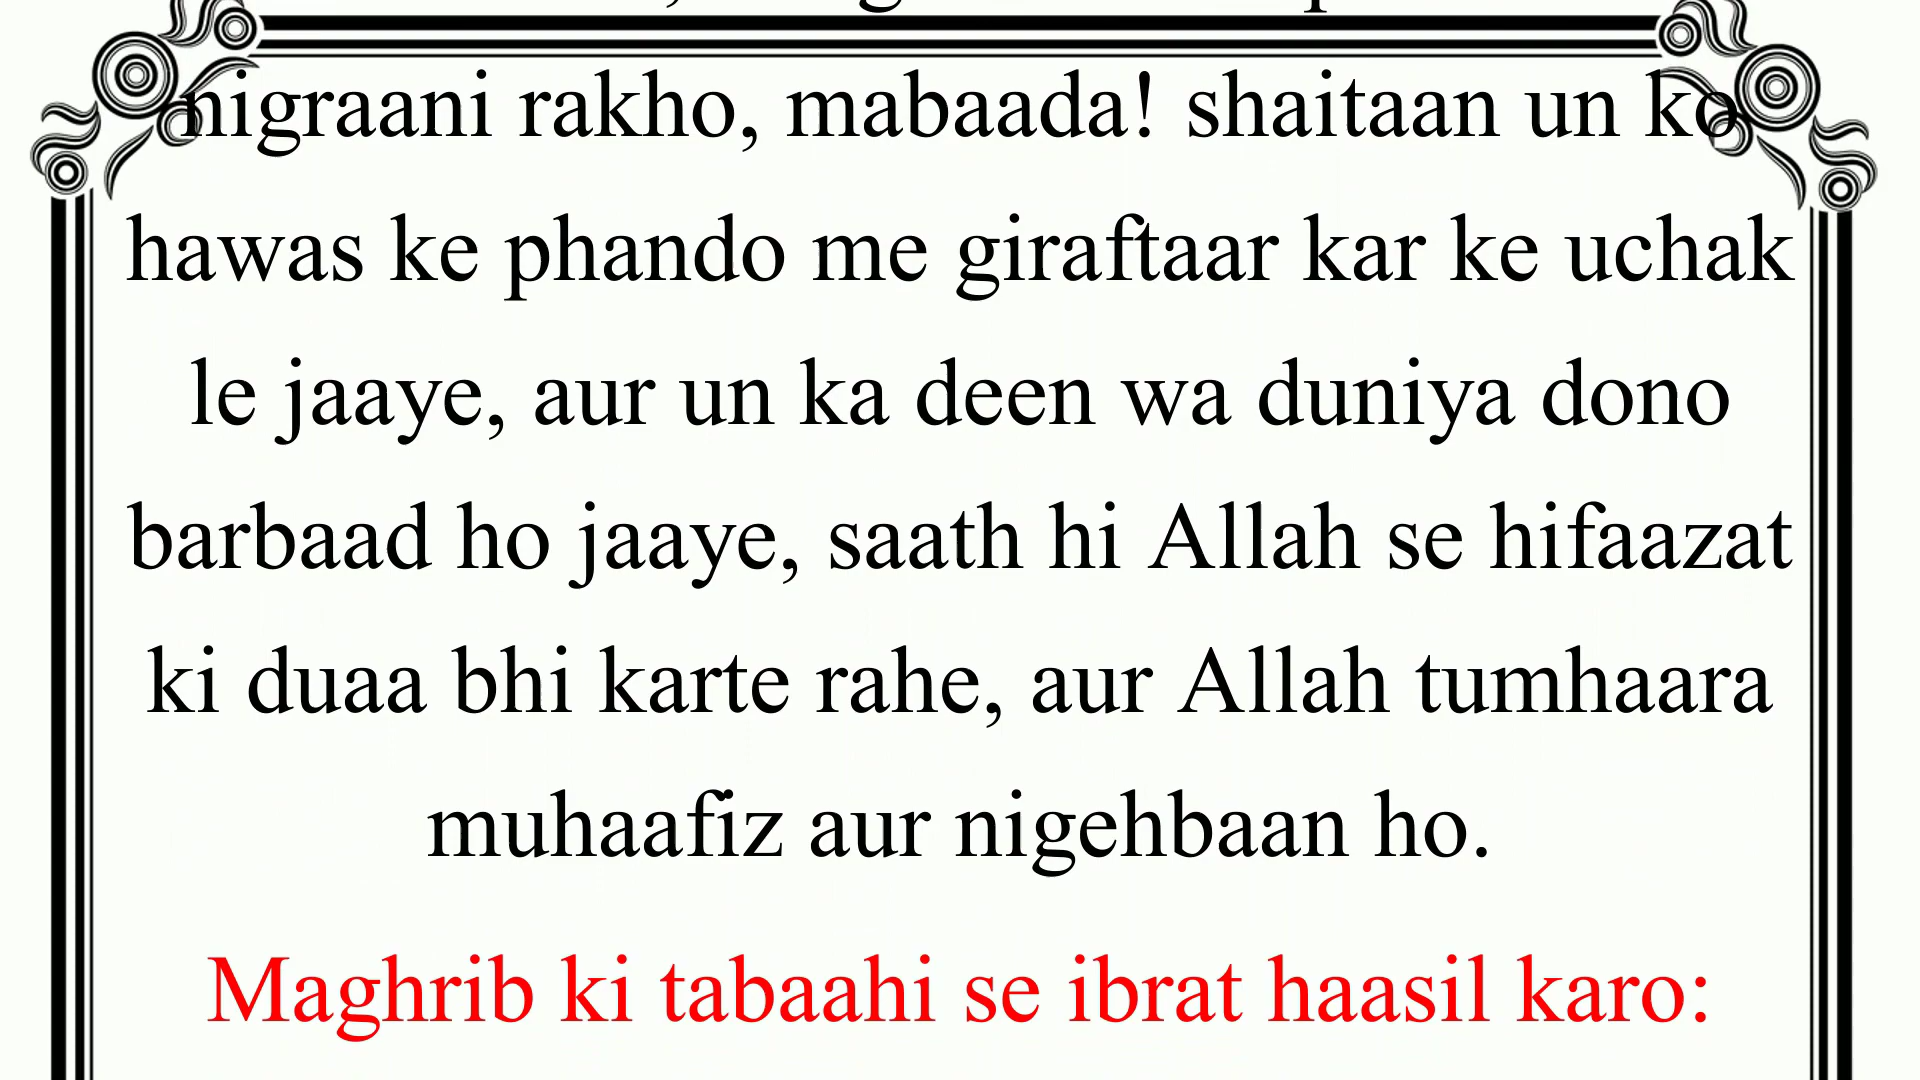 nigraani rakho, mabaada! shaitaan un ko
hawas ke phando me giraftaar kar ke uchak
le jaaye, aur un ka deen wa duniya dono
barbaad ho jaaye, saath hi Allah se hifaazat
ki duaa bhi karte rahe, aur Allah tumhaara
muhaafiz aur nigehbaan ho.
Maghrib ki tabaahi se ibrat haasil karo: